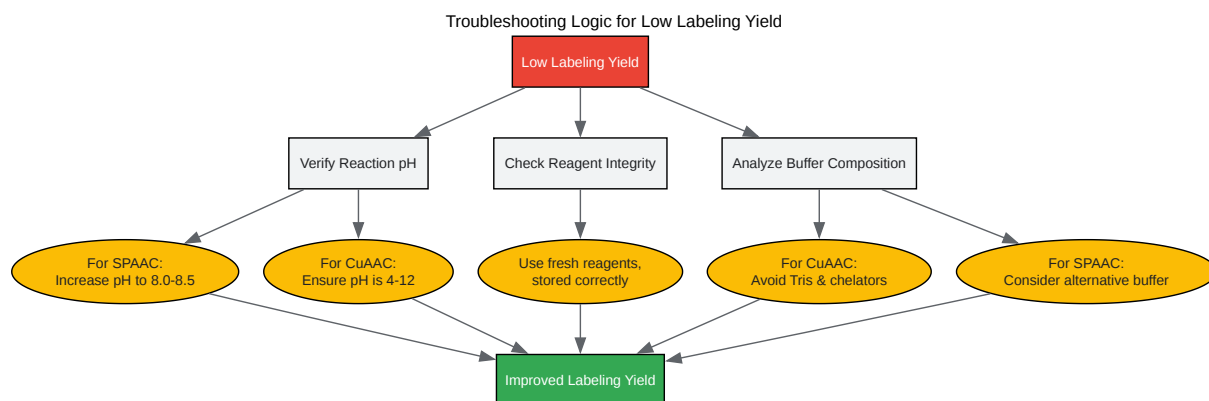 Troubleshooting Logic for Low Labeling Yield
Low Labeling Yield
Verify Reaction pH
Check Reagent Integrity
Analyze Buffer Composition
For SPAAC:
Increase pH to 8.0-8.5
For CuAAC:
Ensure pH is 4-12
Use fresh reagents,
stored correctly
For CuAAC:
Avoid Tris & chelators
For SPAAC:
Consider alternative buffer
Improved Labeling Yield